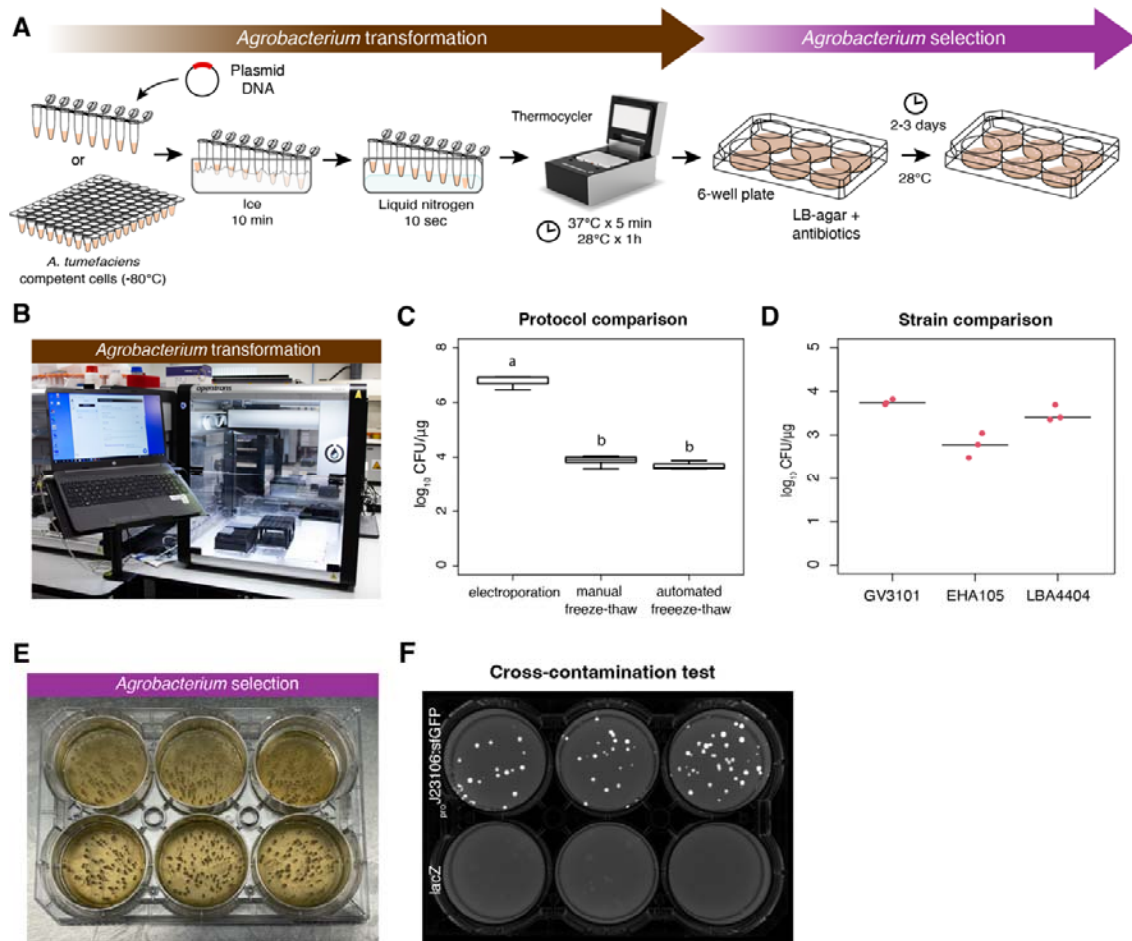 A
Agrobacterium transformation
Agrobacterium selection
Plasmid
DNA
or
A. tumefaciens
competent cells (-80°C)
Ice
10 min
Liquid nitrogen
10 sec
Thermocycler
37°C x 5 min
28°C x 1h
6-well plate
LB-agar +
antibiotics
2-3 days
28°C
B
Agrobacterium transformation
opentrons
A
C
Protocol comparison
log₁₀ CFU/µg
8
6
4
2
0
a
b
b
electroporation
manual
freeze-thaw
automated
freeeze-thaw
D
Strain comparison
log₁₀ CFU/µg
5
4
3
2
1
0
GV3101
EHA105
LBA4404
E
Agrobacterium selection
F
Cross-contamination test
proJ23106:sfGFP
lacZ